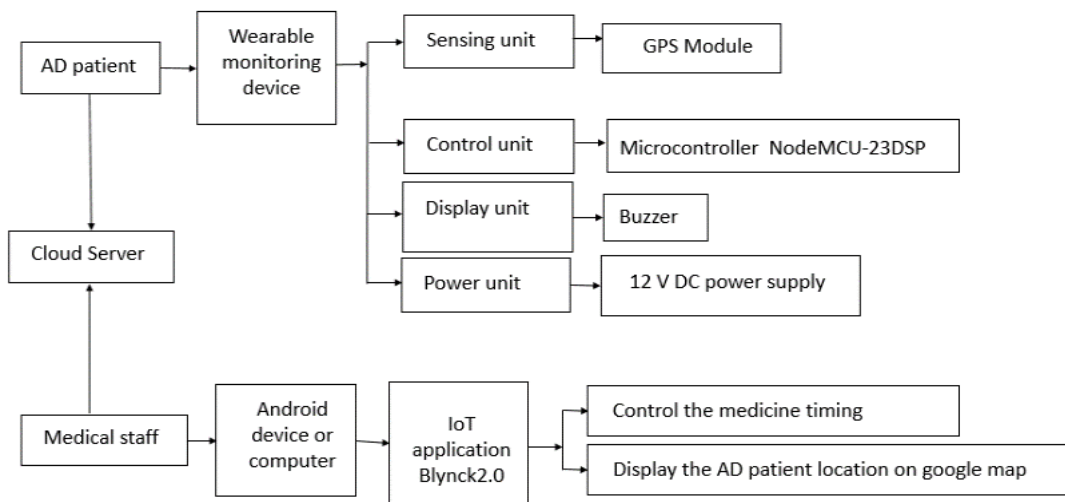 AD patient
Wearable
monitoring
device
Sensing unit
GPS Module
Control unit
Microcontroller NodeMCU-23DSP
Display unit
Buzzer
Power unit
12 V DC power supply
Cloud Server
Medical staff
Android
device or
computer
IoT
application
Blynck2.0
Control the medicine timing
Display the AD patient location on google map